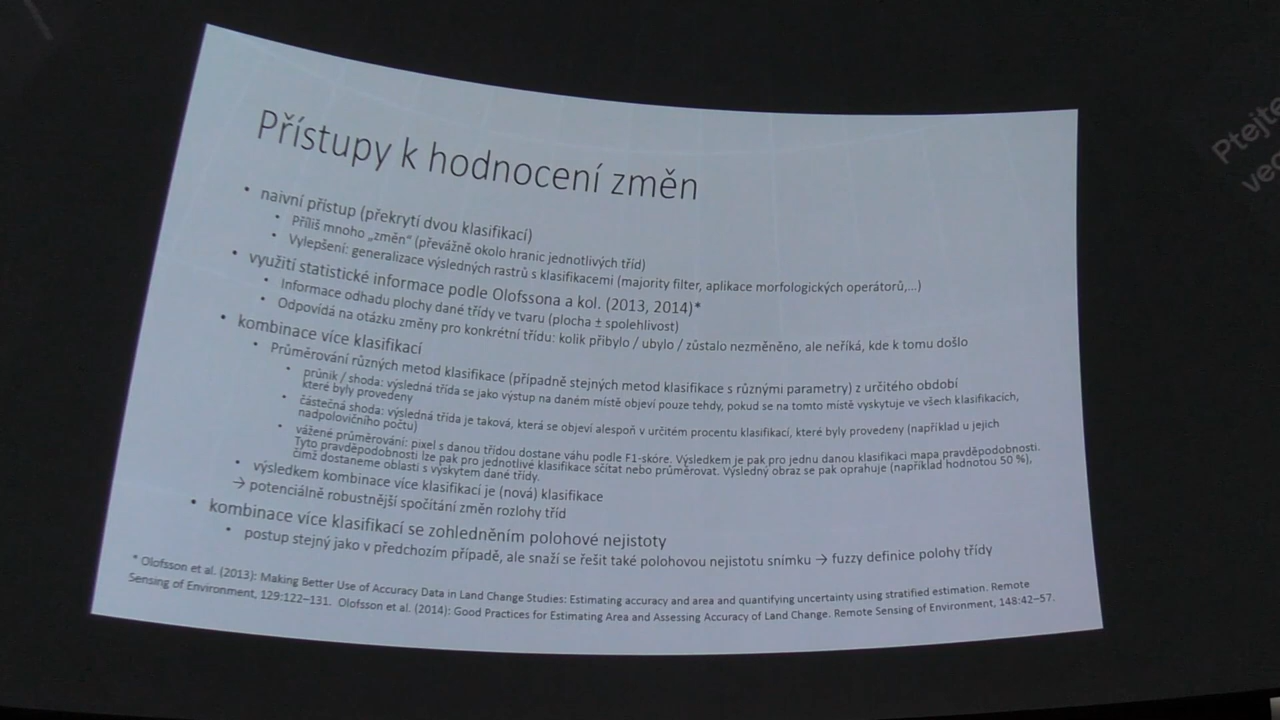 Přístupy k hodnocení změn
• naivní přístup (překrytí dvou klasifikací)
• Příliš mnoho „změn“ (převážně okolo hranic jednotlivých tříd)
• Vylepšení: generalizace výsledných rastrů s klasifikacemi (majority filter, aplikace morfologických operátorů,...)
• využití statistické informace podle Olofssona a kol. (2013, 2014)*
• Informace odhadu plochy dané třídy ve tvaru (plocha ± spolehlivost)
• Odpovídá na otázku změny pro konkrétní třídu: kolik přibylo / ubylo / zůstalo nezměněno, ale neříká, kde k tomu došlo
• kombinace více klasifikací
• Průměrování různých metod klasifikace (případně stejných metod klasifikace s různými parametry) z určitého období
• průnik / shoda: výsledná třída se jako výstup na daném místě objeví pouze tehdy, pokud se na tomto místě vyskytuje ve všech klasifikacích,
které byly provedeny
• částečná shoda: výsledná třída je taková, která se objeví alespoň v určitém procentu klasifikací, které byly provedeny (například u jejich
nadpolovičního počtu)
• vážené průměrování: pixel s danou třídou dostane váhu podle F1-skóre. Výsledkem je pak pro jednu danou klasifikaci mapa pravděpodobnosti.
Tyto pravděpodobnosti lze pak pro jednotlivé klasifikace sčítat nebo průměrovat. Výsledný obraz se pak oprahuje (například hodnotou 50 %),
čímž dostaneme oblasti s výskytem dané třídy.
• výsledkem kombinace více klasifikací je (nová) klasifikace
→ potenciálně robustnější spočítání změn rozlohy tříd
• kombinace více klasifikací se zohledněním polohové nejistoty
• postup stejný jako v předchozím případě, ale snaží se řešit také polohovou nejistotu snímku → fuzzy definice polohy třídy
* Olofsson et al. (2013): Making Better Use of Accuracy Data in Land Change Studies: Estimating accuracy and area and quantifying uncertainty using stratified estimation. Remote
Sensing of Environment, 129:122–131. Olofsson et al. (2014): Good Practices for Estimating Area and Assessing Accuracy of Land Change. Remote Sensing of Environment, 148:42–57.